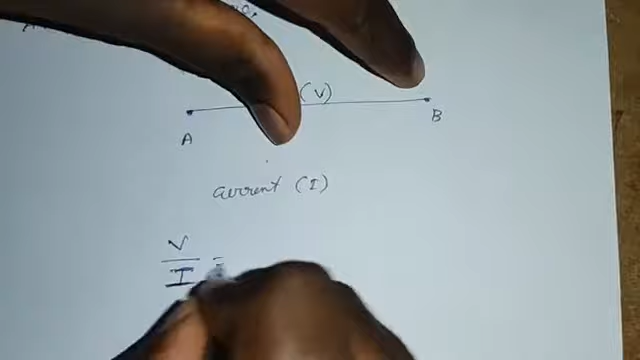 (V)
A B
current (I)
V
I =